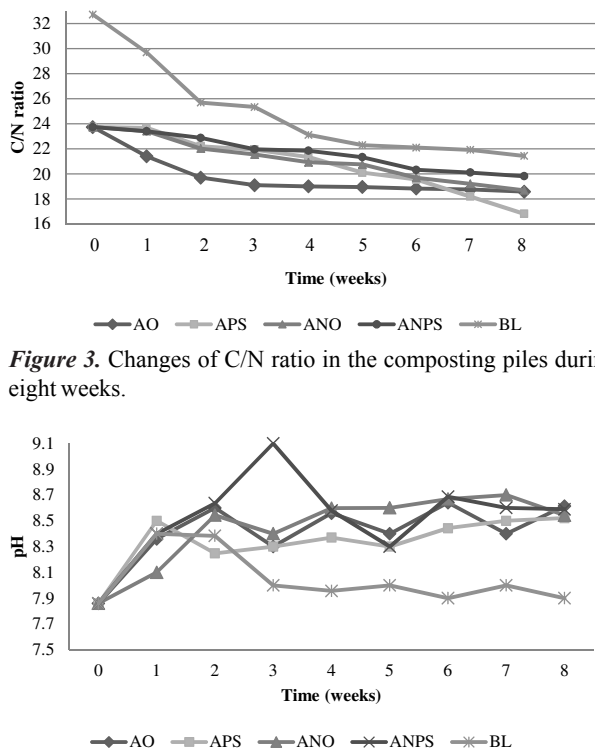 32
30
28
26
24
22
20
18
16
C/N ratio
0 1 2 3 4 5 6 7 8
Time (weeks)
AO APS ANO ANPS BL
Figure 3. Changes of C/N ratio in the composting piles duri
eight weeks.
9.1
8.9
8.7
8.5
8.3
8.1
7.9
7.7
7.5
pH
0 1 2 3 4 5 6 7 8
Time (weeks)
AO APS ANO ANPS BL